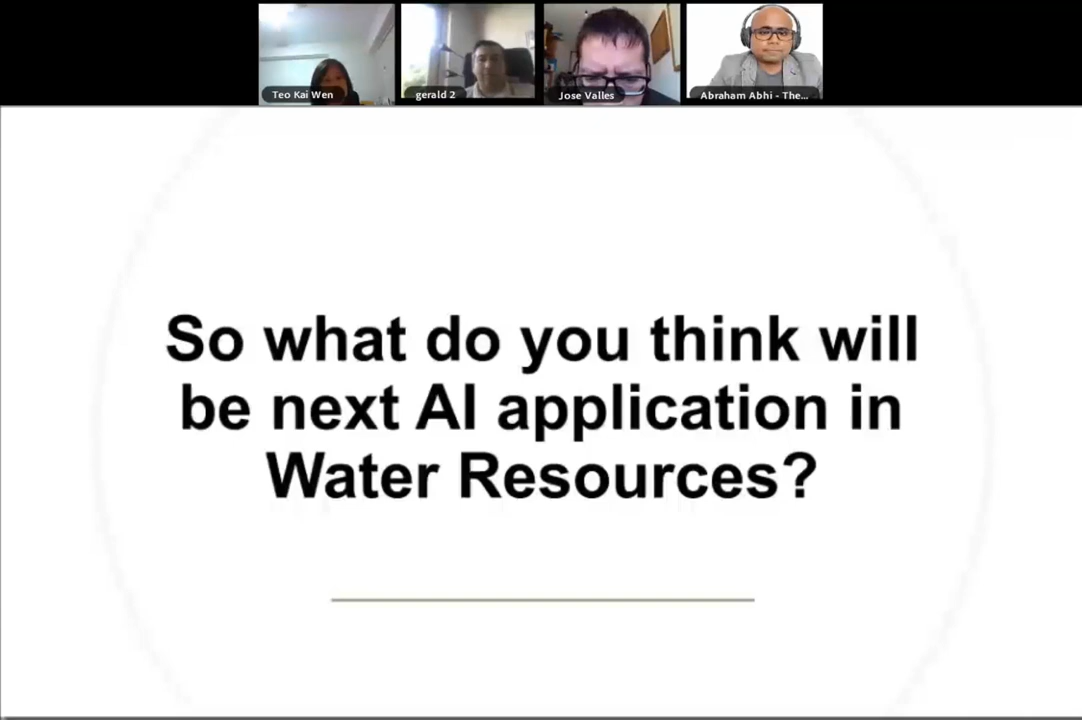 Teo Kai Wen
gerald 2
Jose Valles
Abraham Abhi - The...
So what do you think will
be next AI application in
Water Resources?